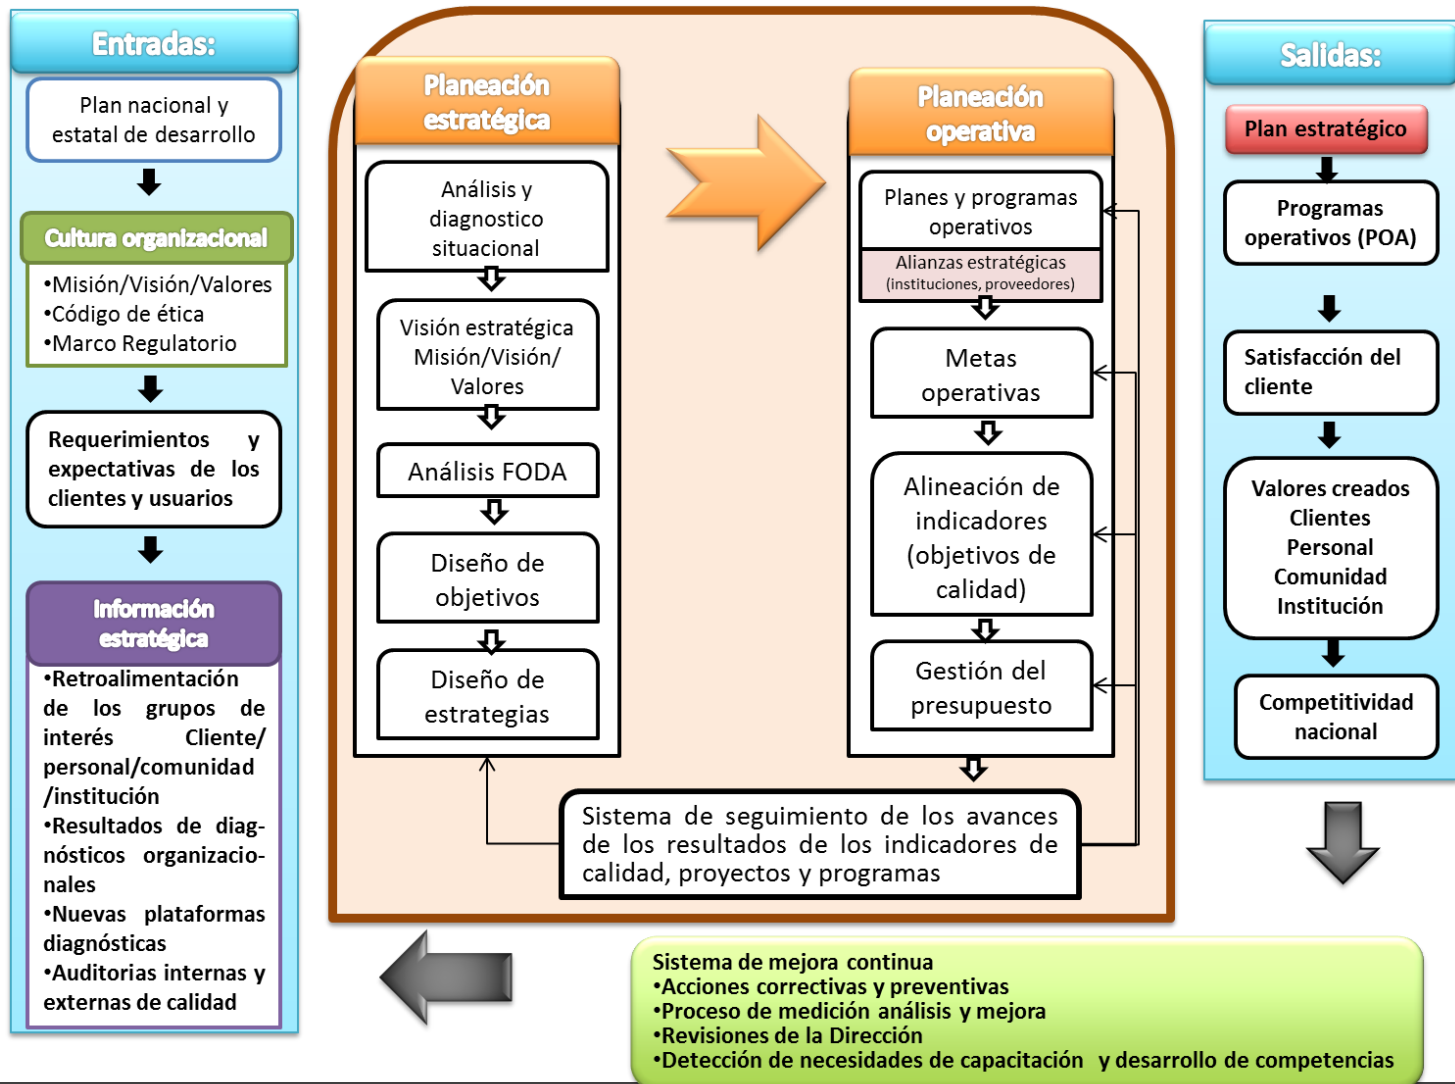 Entradas:
Plan nacional y
estatal de desarrollo
Cultura organizacional
•Misión/Visión/Valores
•Código de ética
•Marco Regulatorio
Requerimientos y
expectativas de los
clientes y usuarios
Información
estratégica
•Retroalimentación
de los grupos de
interés Cliente/
personal/comunidad
/institución
•Resultados de diag-
nósticos organizacio-
nales
•Nuevas plataformas
diagnósticas
•Auditorias internas y
externas de calidad
Planeación
estratégica
Análisis y
diagnostico
situacional
Visión estratégica
Misión/Visión/
Valores
Análisis FODA
Diseño de
objetivos
Diseño de
estrategias
Planeación
operativa
Planes y programas
operativos
Alianzas estratégicas
(instituciones, proveedores)
Metas
operativas
Alineación de
indicadores
(objetivos de
calidad)
Gestión del
presupuesto
Sistema de seguimiento de los avances
de los resultados de los indicadores de
calidad, proyectos y programas
Salidas:
Plan estratégico
Programas
operativos (POA)
Satisfacción del
cliente
Valores creados
Clientes
Personal
Comunidad
Institución
Competitividad
nacional
Sistema de mejora continua
•Acciones correctivas y preventivas
•Proceso de medición análisis y mejora
•Revisiones de la Dirección
•Detección de necesidades de capacitación y desarrollo de competencias